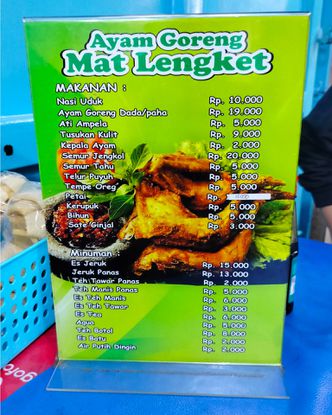 Ayam Goreng
Mat Lengket
MAKANAN :
Nasi Uduk Rp. 10.000
Ayam Goreng Dada/paha Rp. 19.000
Ati Ampela Rp. 5.000
Tusukan Kulit Rp. 9.000
Kepala Ayam Rp. 2.000
Semur Jengkol Rp. 20.000
Semur Tahu Rp. 5.000
Telur Puyuh Rp. 5.000
Tempe Oreg Rp. 5.000
Petai Rp.
Kerupuk Rp. 5.000
Bihun Rp. 5.000
Sate Ginjal Rp. 3.000
Minuman :
Es Jeruk Rp. 15.000
Jeruk Panas Rp. 13.000
Teh Tawar Panas Rp. 2.000
Teh Manis Panas Rp. 5.000
Es Teh Manis Rp. 6.000
Es Teh Tawar Rp. 3.000
Es Tea Rp. 6.000
Aqua Rp. 5.000
Teh Botol Rp. 6.000
Es Batu Rp. 2.000
Air Putih Dingin Rp. 2.000